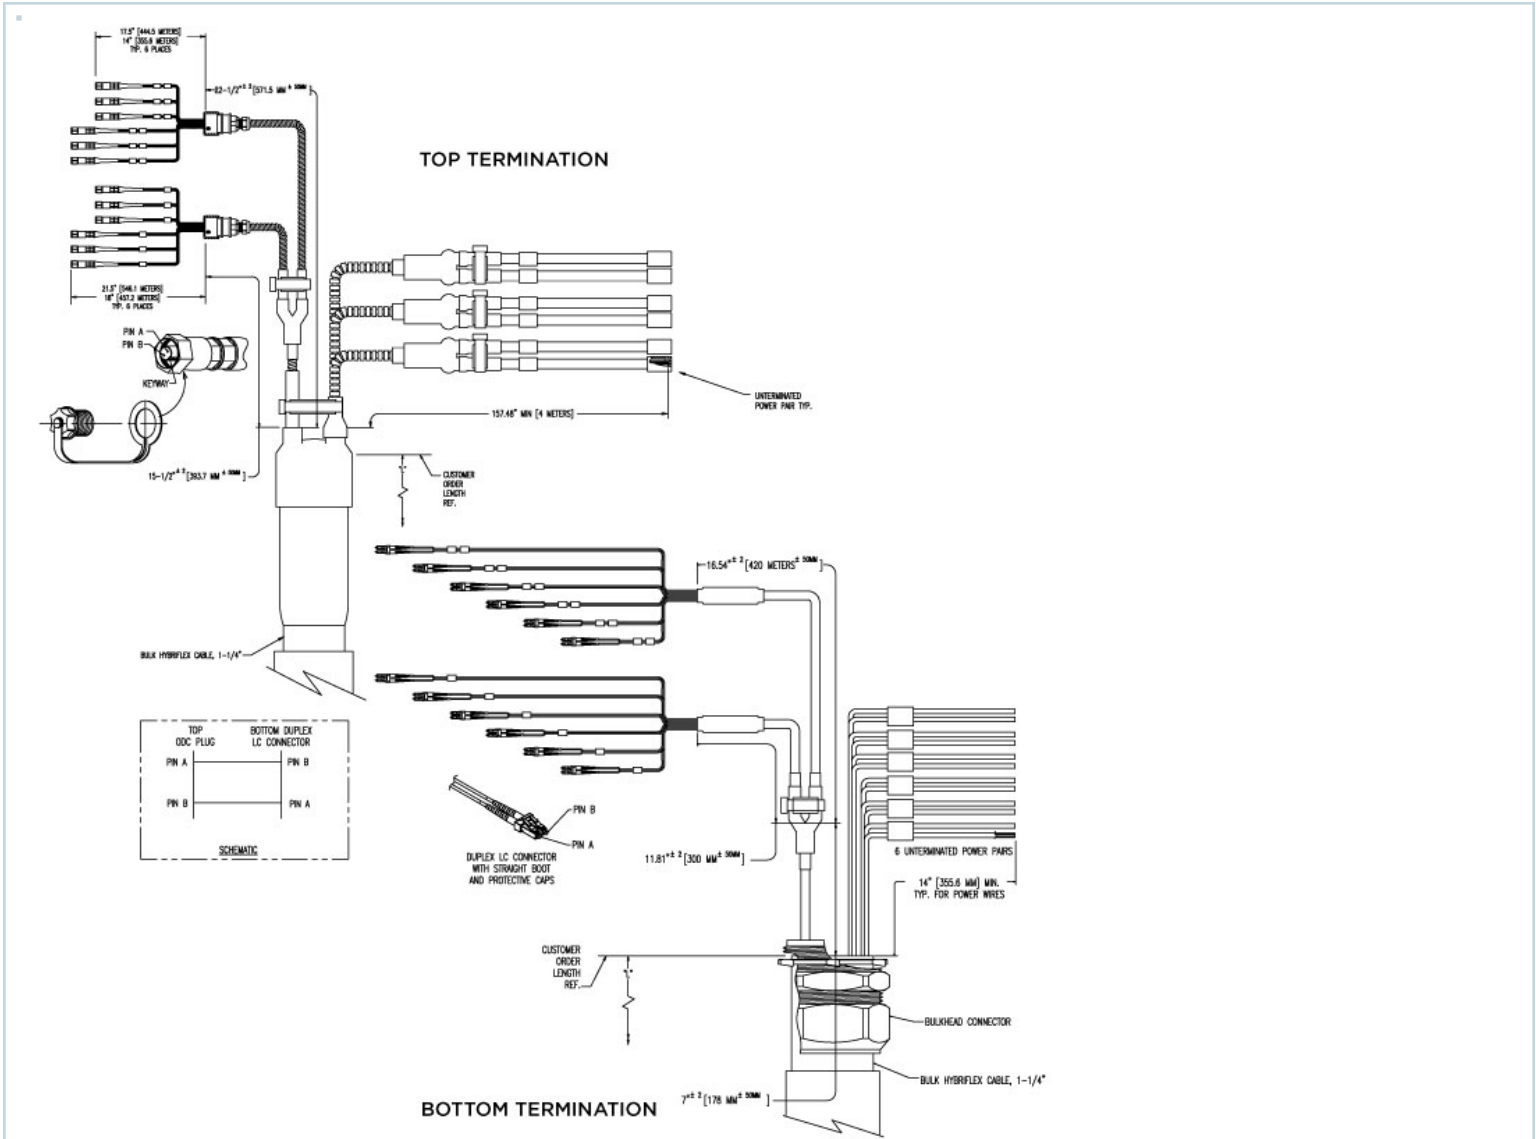 17.5" [444.5 METERS]
14" [355.6 METERS]
TYP. 6 PLACES
22-1/2"± 2 [571.5 MM ± 50MM ]
TOP TERMINATION
21.5" [546.1 METERS]
18" [457.2 METERS]
TYP. 6 PLACES
PIN A
PIN B
KEYWAY
UNTERMINATED
POWER PAIR TYP.
157.48" MIN [4 METERS]
15-1/2"± 2 [393.7 MM ± 50MM ]
CUSTOMER
ORDER
LENGTH
REF.
"L"
16.54"± 2 [420 METERS± 50MM ]
BULK HYBRIFLEX CABLE, 1-1/4"
TOP
ODC PLUG
BOTTOM DUPLEX
LC CONNECTOR
PIN A
PIN B
PIN B
PIN A
SCHEMATIC
PIN B
PIN A
DUPLEX LC CONNECTOR
WITH STRAIGHT BOOT
AND PROTECTIVE CAPS
11.81"± 2 [300 MM± 50MM]
6 UNTERMINATED POWER PAIRS
14" [355.6 MM] MIN.
TYP. FOR POWER WIRES
CUSTOMER
ORDER
LENGTH
REF.
"L"
BULKHEAD CONNECTOR
BULK HYBRIFLEX CABLE, 1-1/4"
7"± 2 [178 MM± 50MM ]
BOTTOM TERMINATION